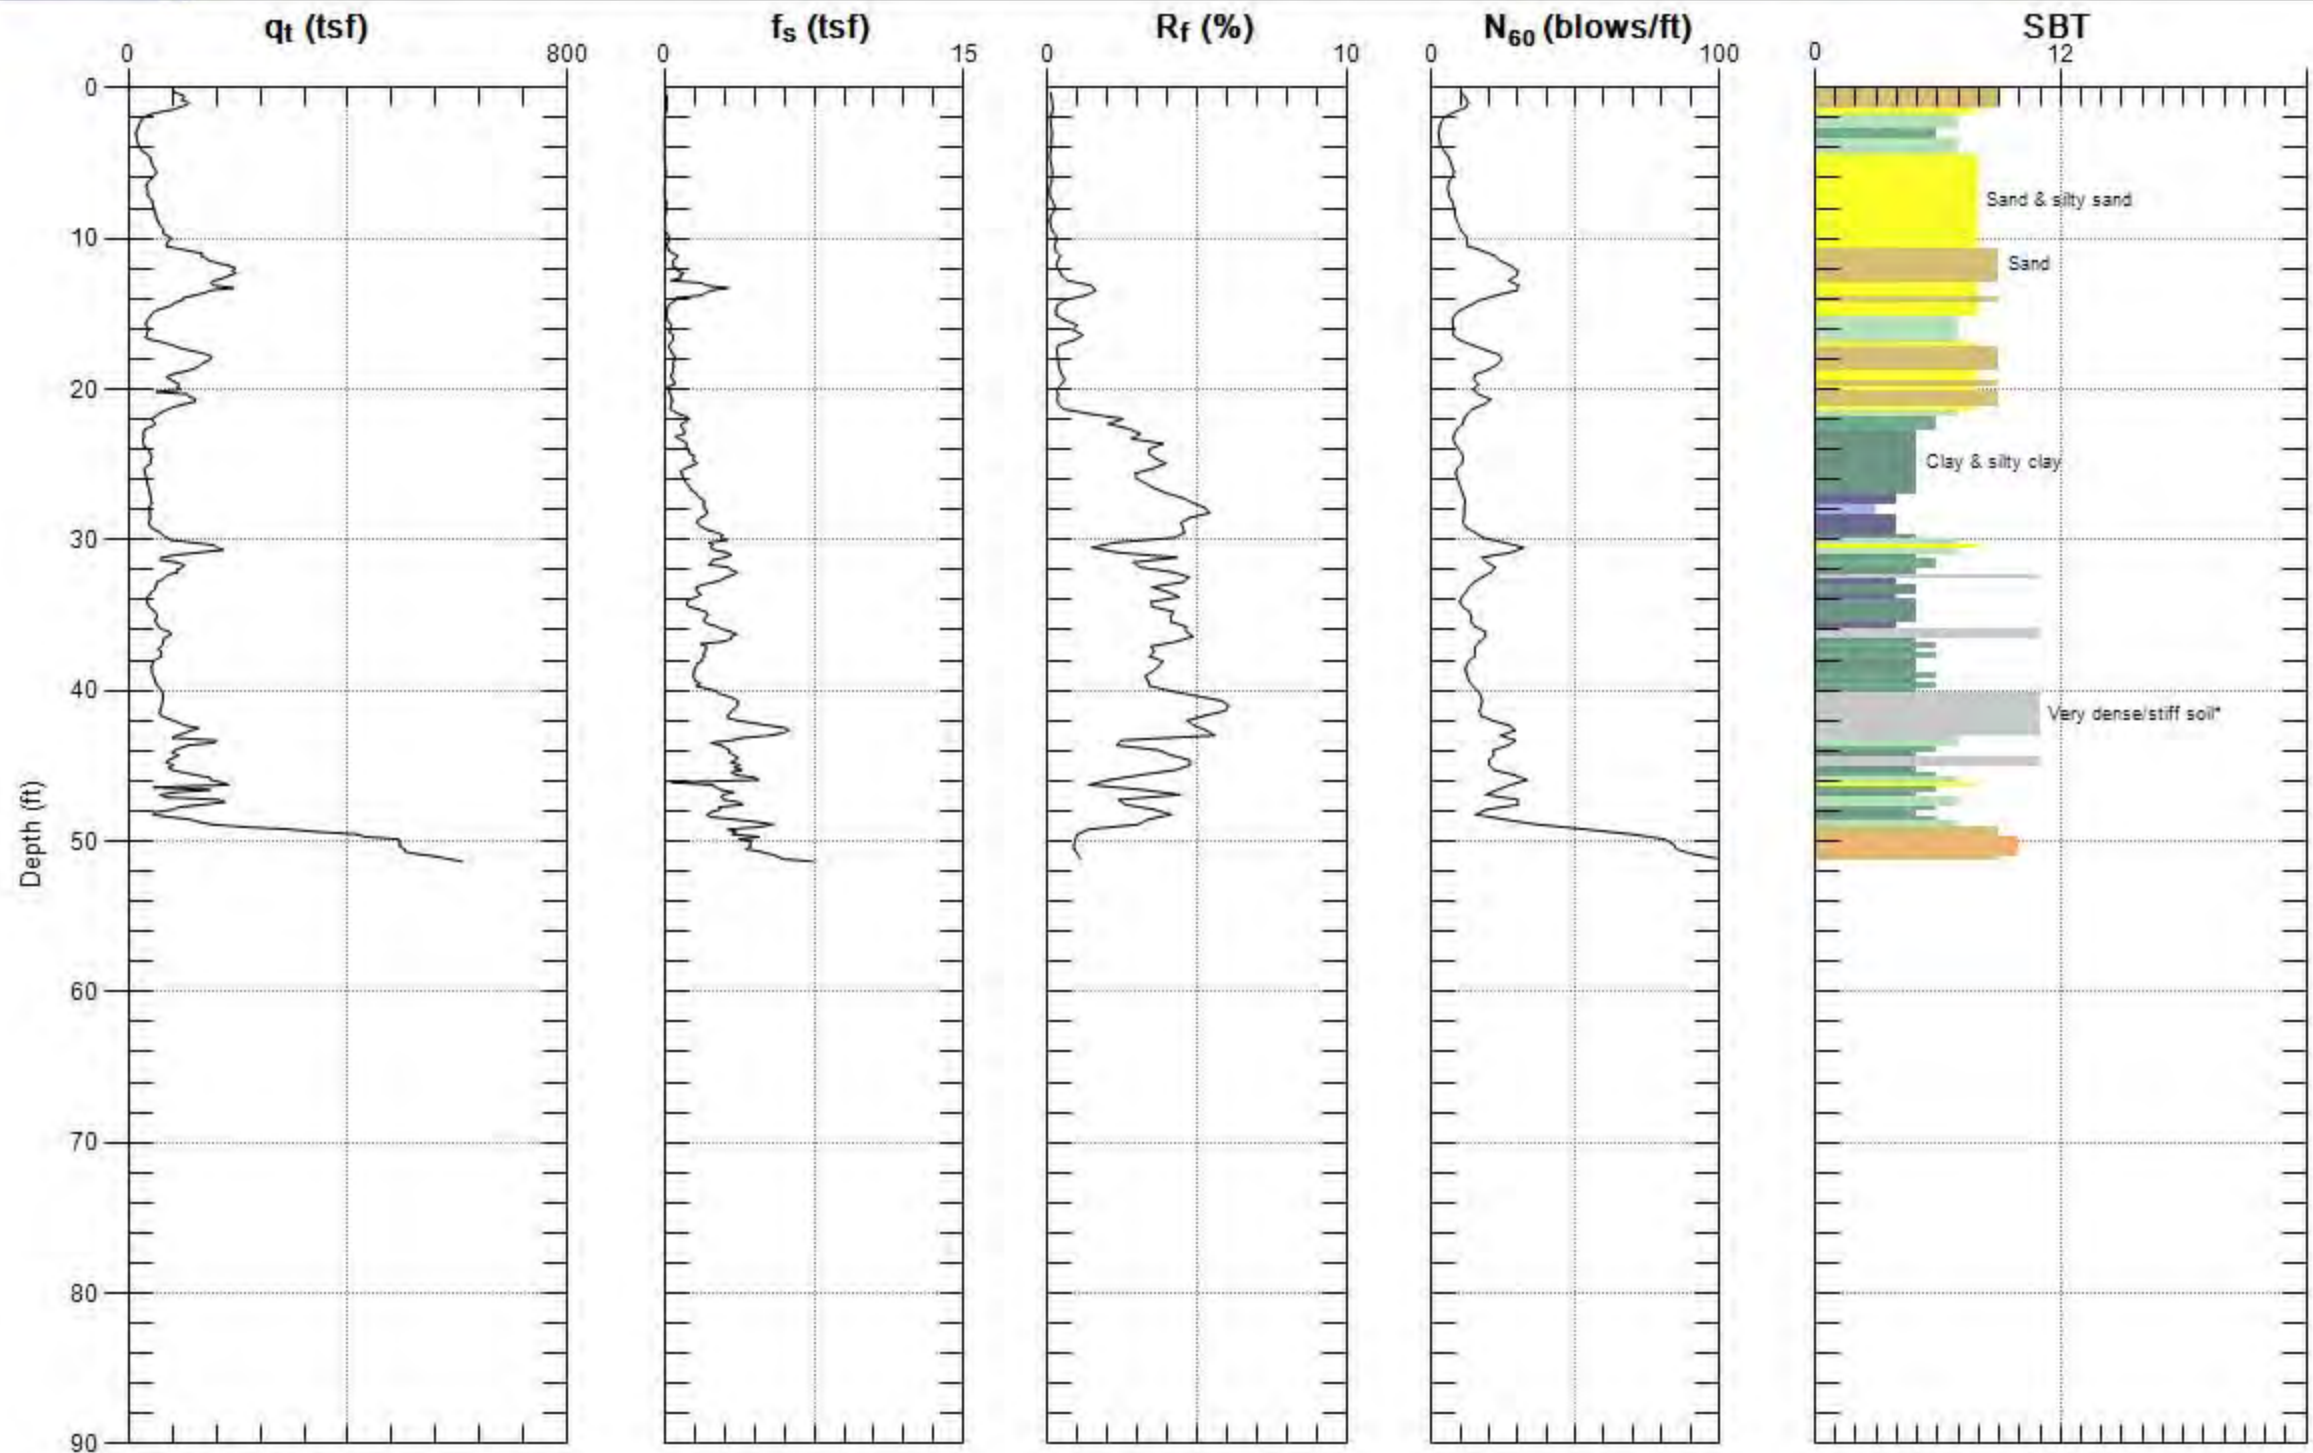 qt (tsf) fs (tsf) Rf (%) N60 (blows/ft) SBT
0 800 0 15 0 10 0 100 0 12
0
Sand & silty sand
10
Sand
20
Clay & silty clay
30
40
Very dense/stiff soil*
50
Depth (ft)
60
70
80
90